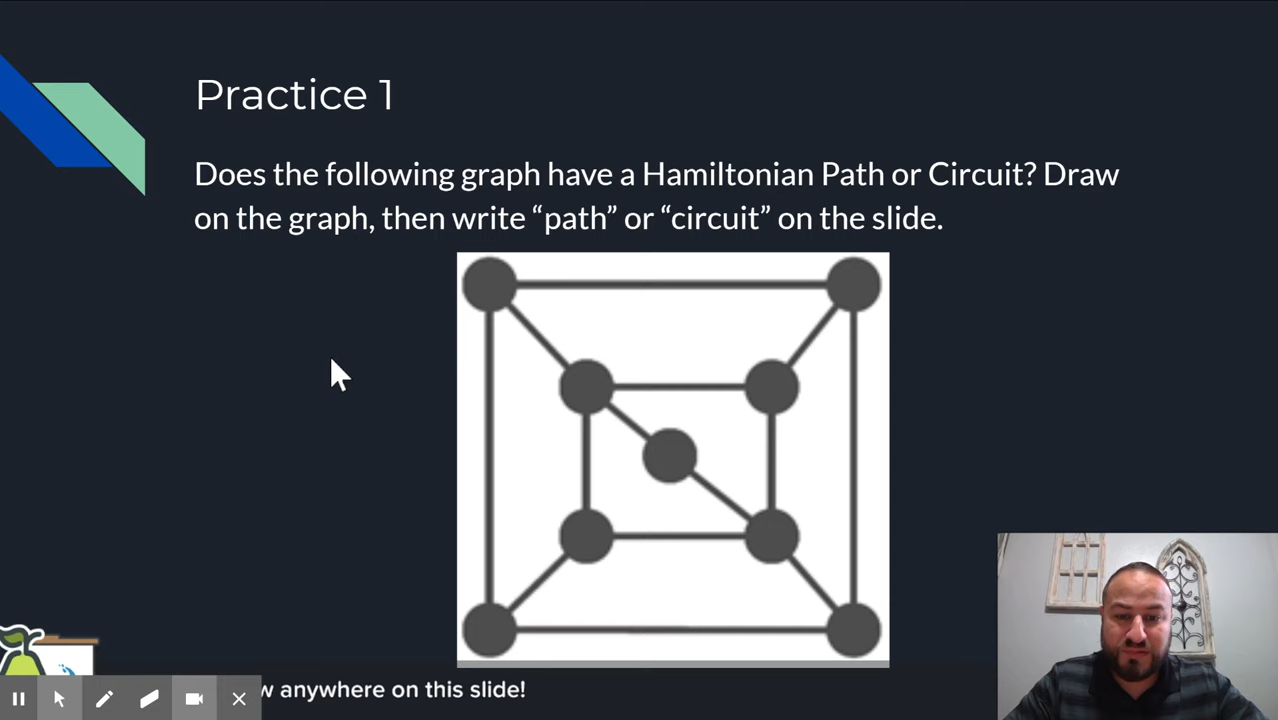 Practice 1
Does the following graph have a Hamiltonian Path or Circuit? Draw
on the graph, then write “path” or “circuit” on the slide.
anywhere on this slide!